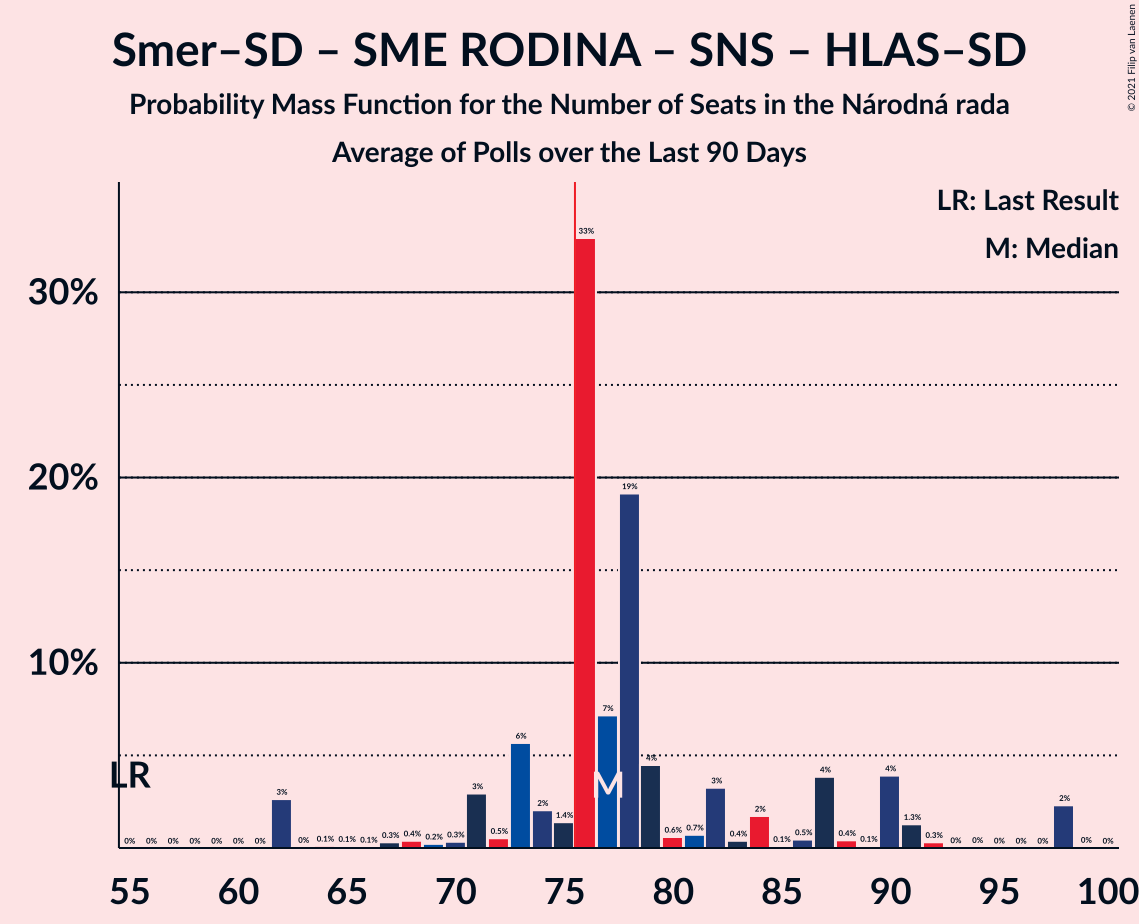 Smer–SD – SME RODINA – SNS – HLAS–SD
Probability Mass Function for the Number of Seats in the Národná rada
Average of Polls over the Last 90 Days
© 2021 Filip van Laenen
LR: Last Result
M: Median
30%
20%
10%
LR
M
0% 0% 0% 0% 0% 0% 0% 3% 0% 0.1% 0.1% 0.1% 0.3% 0.4% 0.2% 0.3% 3% 0.5% 6% 2% 1.4% 33% 7% 19% 4% 0.6% 0.7% 3% 0.4% 2% 0.1% 0.5% 4% 0.4% 0.1% 4% 1.3% 0.3% 0% 0% 0% 0% 0% 2% 0% 0%
55 60 65 70 75 80 85 90 95 100